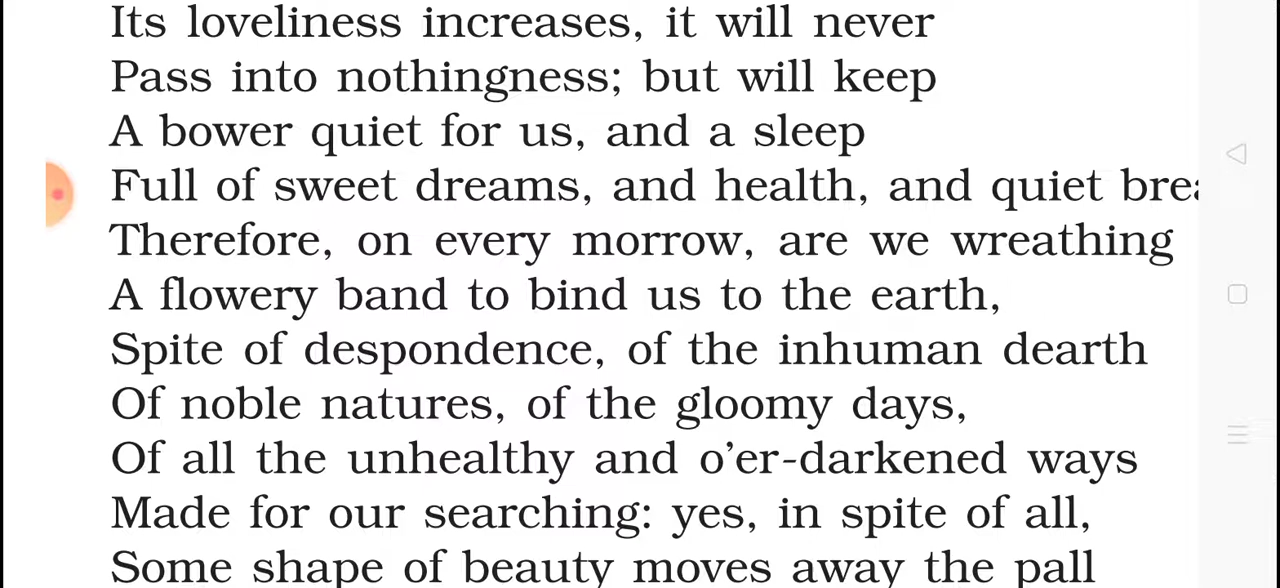 Its loveliness increases, it will never
Pass into nothingness; but will keep
A bower quiet for us, and a sleep
Full of sweet dreams, and health, and quiet
Therefore, on every morrow, are we wreathing
A flowery band to bind us to the earth,
Spite of despondence, of the inhuman dearth
Of noble natures, of the gloomy days,
Of all the unhealthy and o’er-darkened ways
Made for our searching: yes, in spite of all,
Some shape of beauty moves away the pall